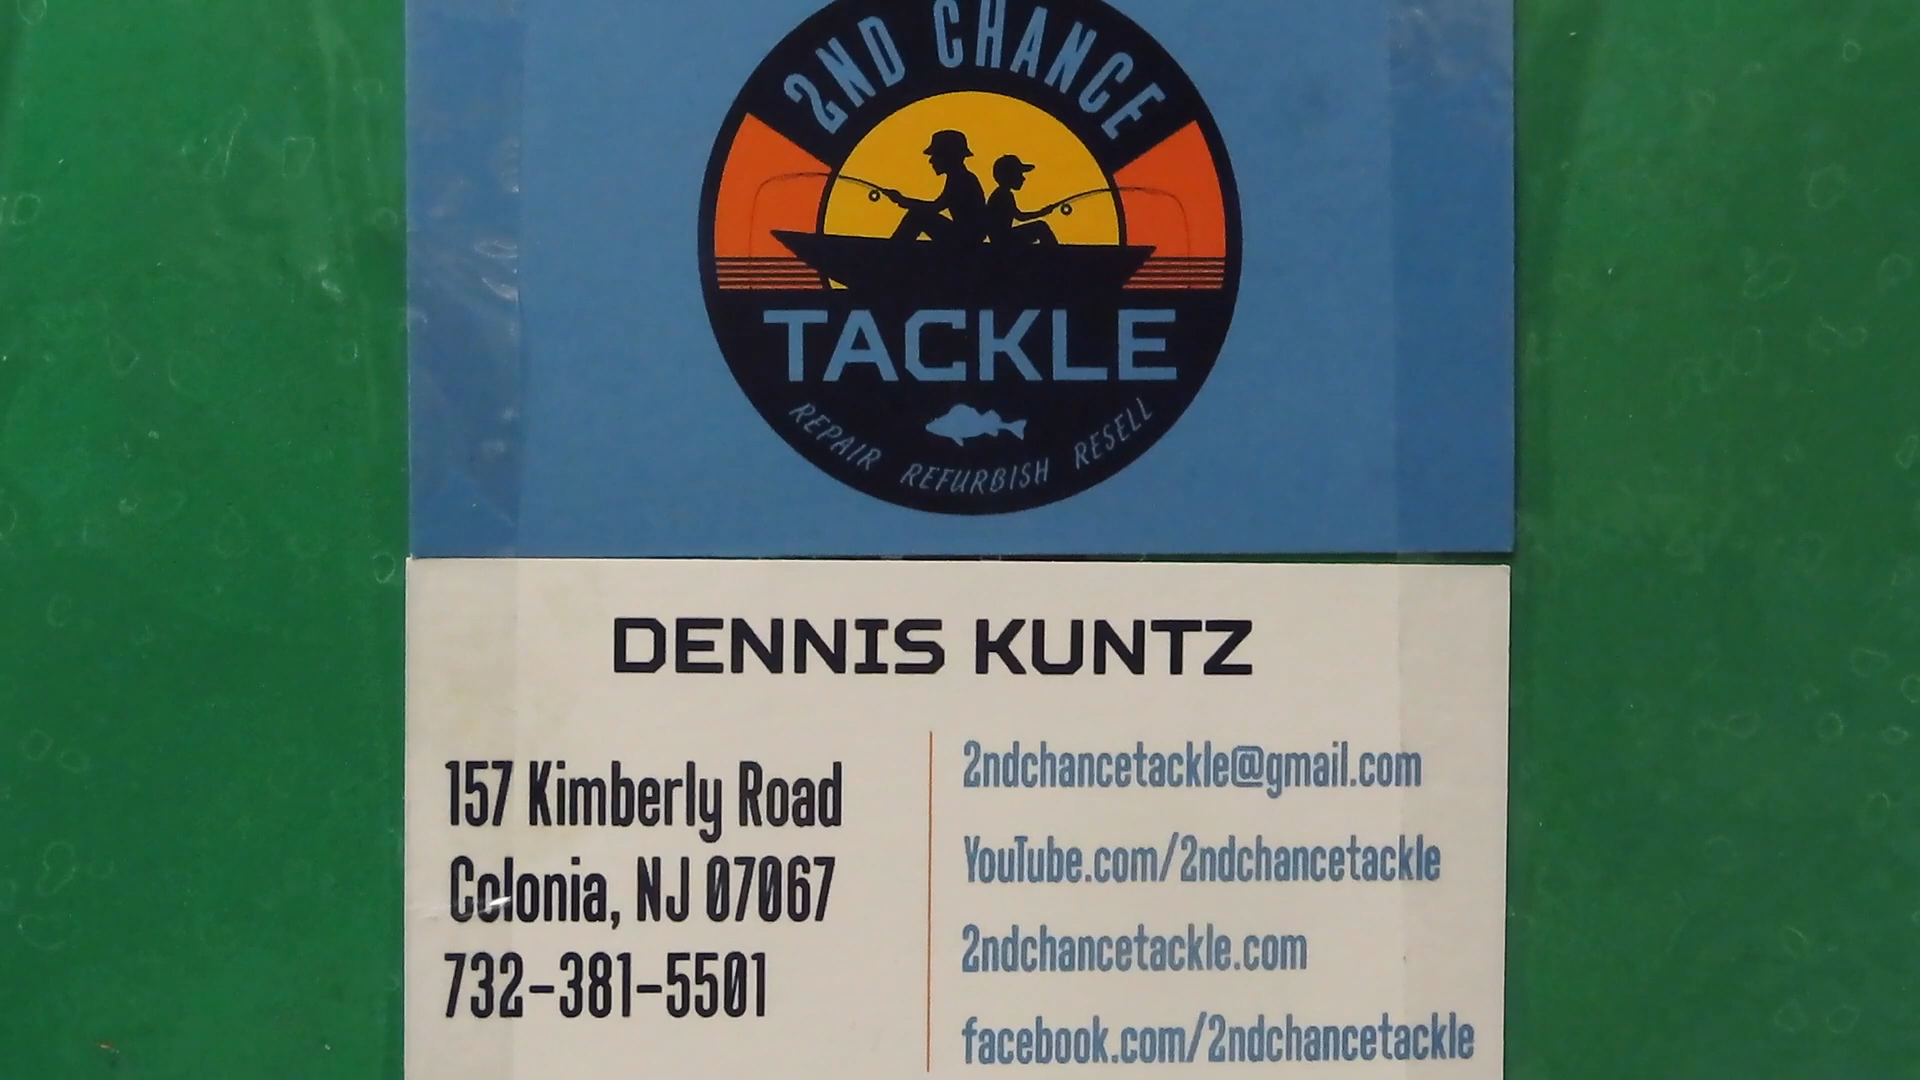 2ND CHANCE
TACKLE
REPAIR REFURBISH RESELL
DENNIS KUNTZ
157 Kimberly Road
Colonia, NJ 07067
732-381-5501
2ndchancetackle@gmail.com
YouTube.com/2ndchancetackle
2ndchancetackle.com
facebook.com/2ndchancetackle